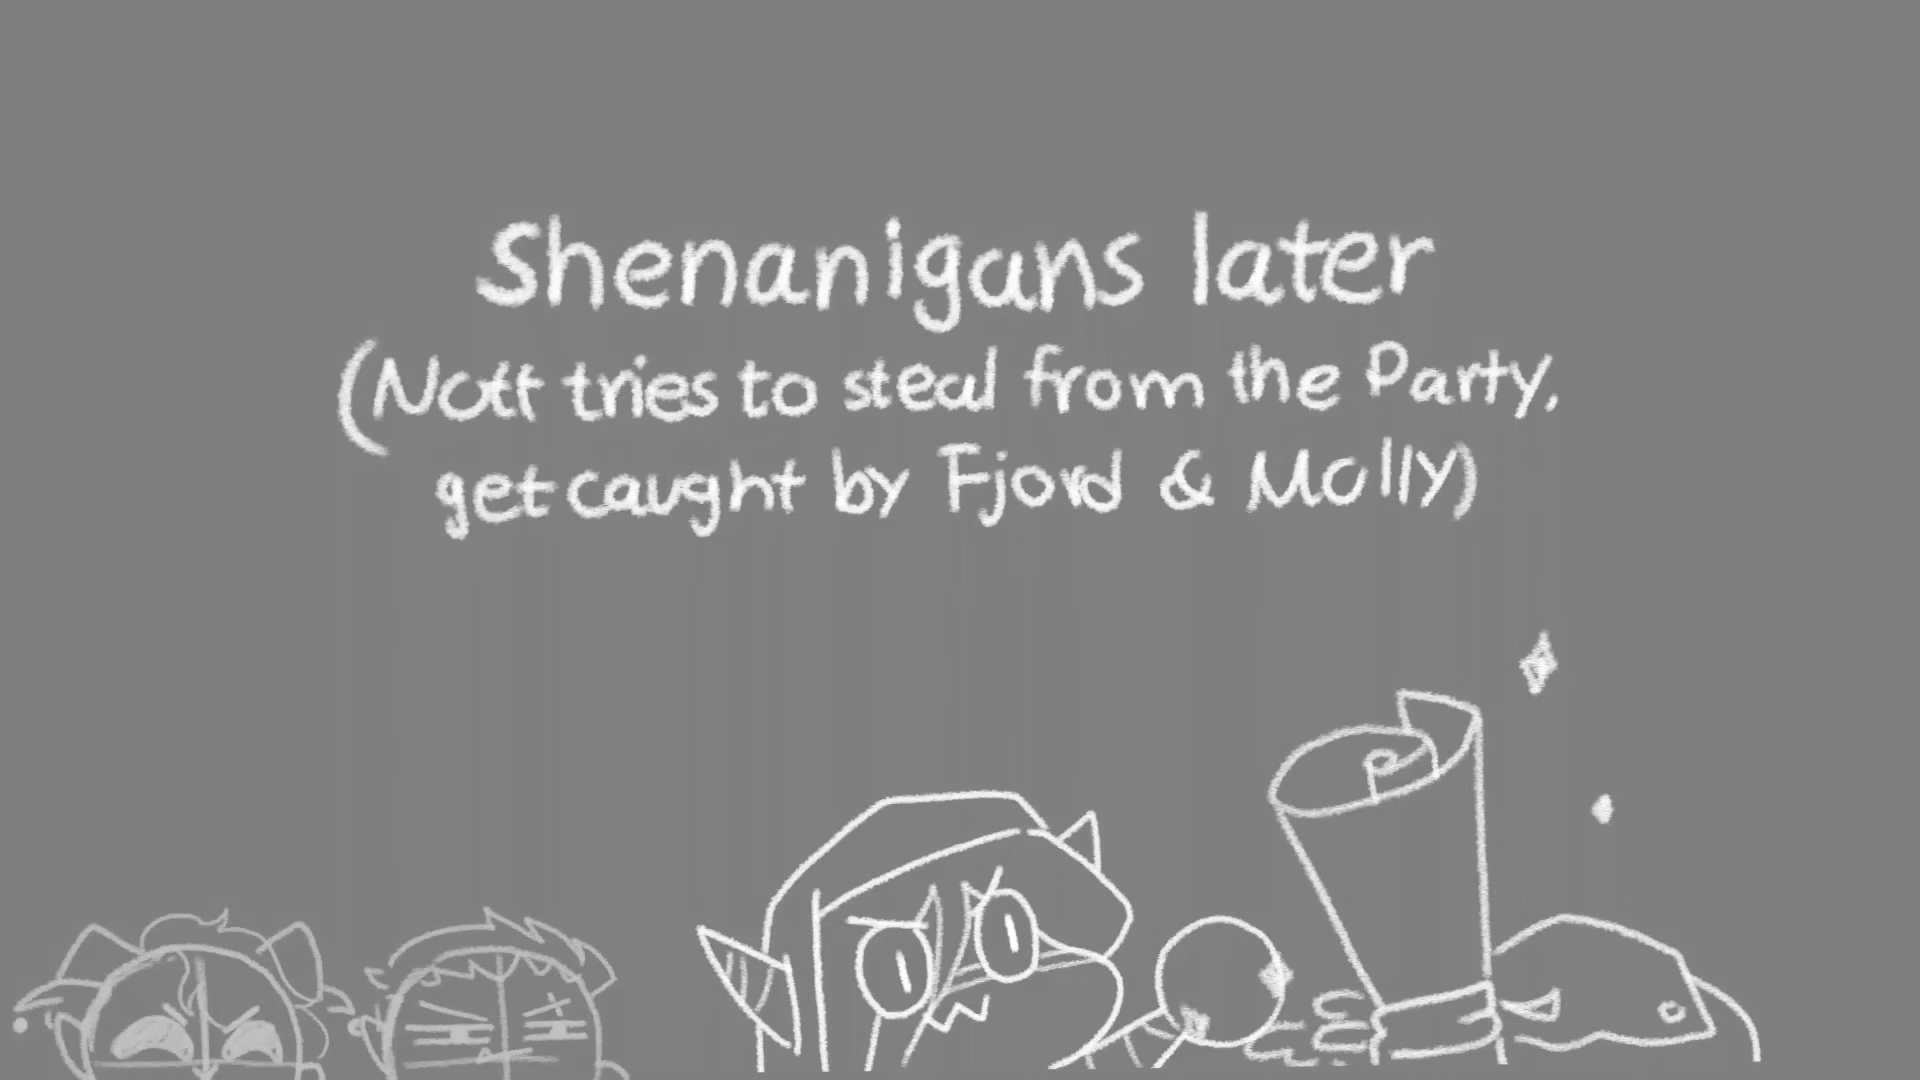 Shenanigans later
(Nott tries to steal from the Party.
get caught by Fjord & Molly)